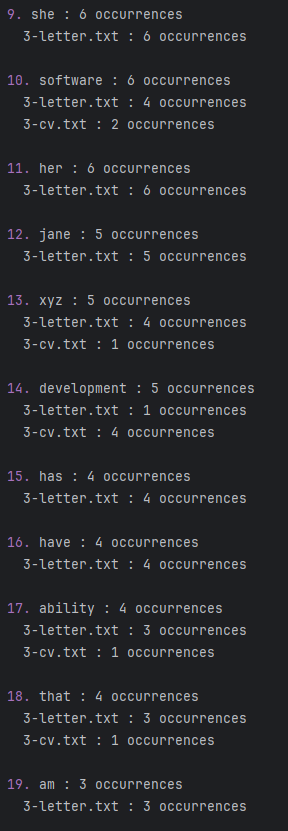 9. she : 6 occurrences
3-letter.txt : 6 occurrences
10. software : 6 occurrences
3-letter.txt : 4 occurrences
3-cv.txt : 2 occurrences
11. her : 6 occurrences
3-letter.txt : 6 occurrences
12. jane : 5 occurrences
3-letter.txt : 5 occurrences
13. xyz : 5 occurrences
3-letter.txt : 4 occurrences
3-cv.txt : 1 occurrences
14. development : 5 occurrences
3-letter.txt : 1 occurrences
3-cv.txt : 4 occurrences
15. has : 4 occurrences
3-letter.txt : 4 occurrences
16. have : 4 occurrences
3-letter.txt : 4 occurrences
17. ability : 4 occurrences
3-letter.txt : 3 occurrences
3-cv.txt : 1 occurrences
18. that : 4 occurrences
3-letter.txt : 3 occurrences
3-cv.txt : 1 occurrences
19. am : 3 occurrences
3-letter.txt : 3 occurrences